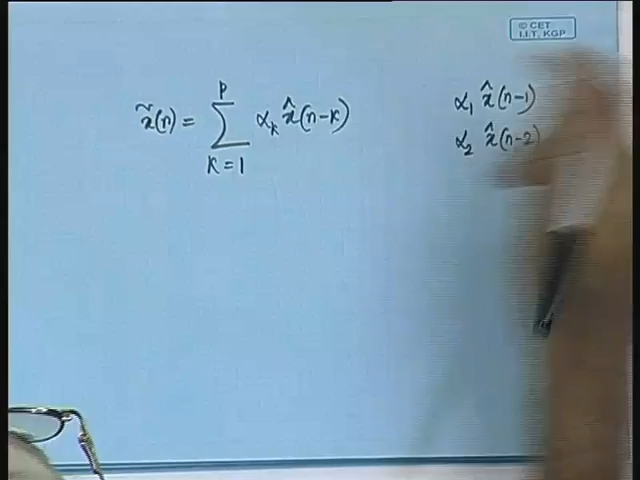 © CET
I.I.T. KGP
x̃(n) = Σ_{k=1}^{p} α_k x̂(n-k)
α₁ x̂(n-1)
α₂ x̂(n-2)